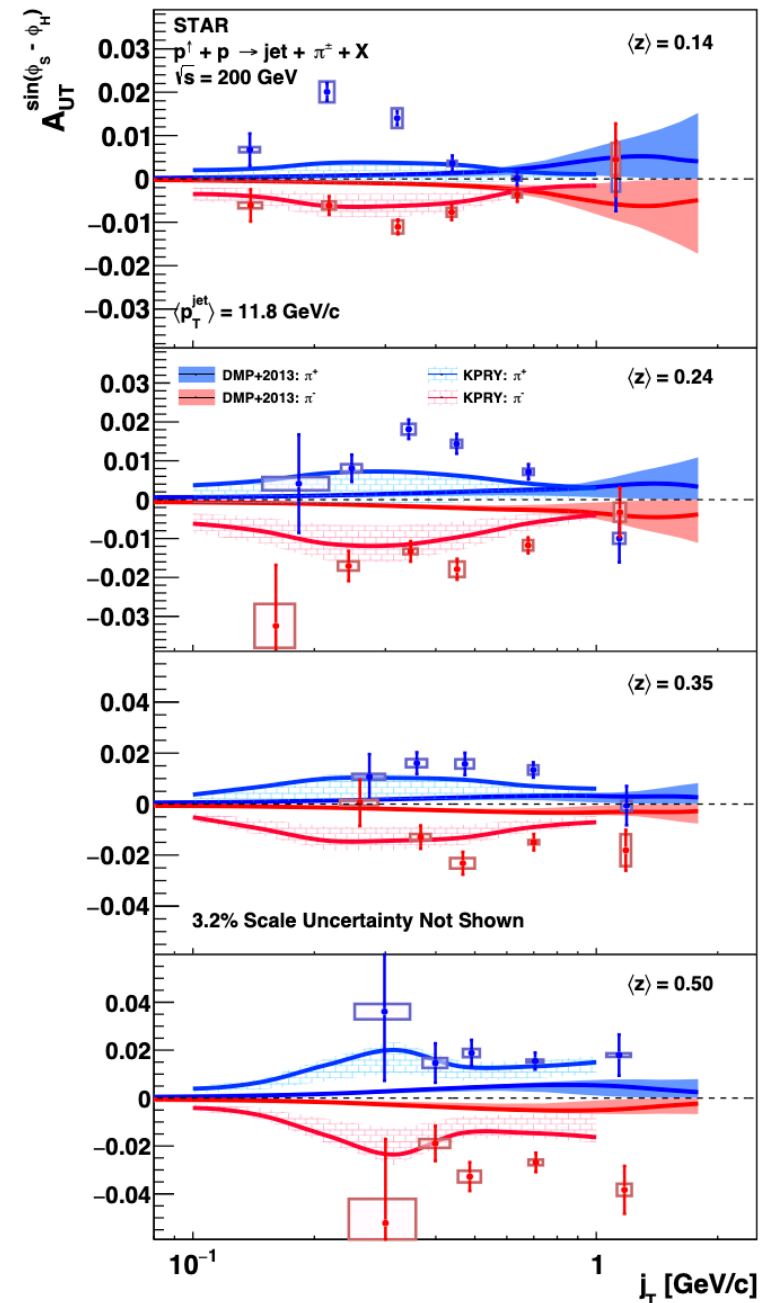 A_UT^sin(ϕ_S - ϕ_H)
STAR
p^↑ + p → jet + π^± + X
√s = 200 GeV
⟨z⟩ = 0.14
0.03
0.02
0.01
0
−0.01
−0.02
−0.03
⟨p_T^jet⟩ = 11.8 GeV/c
DMP+2013: π^+
KPRY: π^+
DMP+2013: π^-
KPRY: π^-
⟨z⟩ = 0.24
0.03
0.02
0.01
0
−0.01
−0.02
−0.03
⟨z⟩ = 0.35
0.04
0.02
0
−0.02
−0.04
3.2% Scale Uncertainty Not Shown
⟨z⟩ = 0.50
0.04
0.02
0
−0.02
−0.04
10^−1
1
j_T [GeV/c]